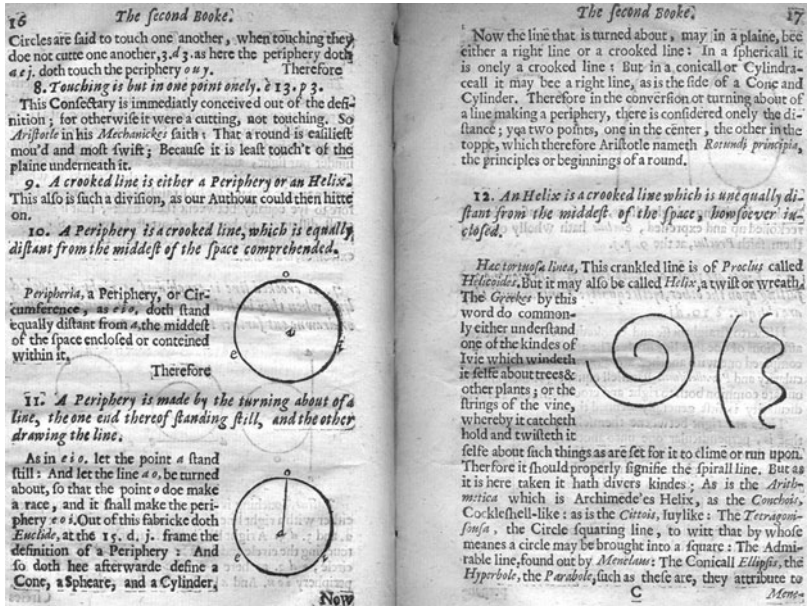 16 The ſecond Booke.
Circles are ſaid to touch one another, when touching they
doe not cutte one another, 3. d 3. as here the periphery doth
a e j. doth touch the periphery o u y. Therefore
8. Touching is but in one point onely. è 13. p 3.
This Conſectary is immediatly conceived out of the defi-
nition; for otherwiſe it were a cutting, not touching. So
Ariſtotle in his Mechanickes ſaith: That a round is eaſilieſt
mou'd and moſt ſwift; Becauſe it is leaſt touch't of the
plaine underneath it.
9. A crooked line is either a Periphery or an Helix.
This alſo is ſuch a diviſion, as our Authour could then hitte
on.
10. A Periphery is a crooked line, which is equally
diſtant from the middeſt of the ſpace comprehended.
Peripheria, a Periphery, or Cir-
cumference, as e i o, doth ſtand
equally diſtant from a, the middeſt
of the ſpace encloſed or conteined
within it.
Therefore
o
a
e
i
11. A Periphery is made by the turning about of a
line, the one end thereof ſtanding ſtill, and the other
drawing the line.
As in e i o. let the point a ſtand
ſtill: And let the line a o, be turned
about, ſo that the point o doe make
a race, and it ſhall make the peri-
phery e o i. Out of this fabricke doth
Euclide, at the 15. d. j. frame the
definition of a Periphery: And
ſo doth hee afterwarde define a
Cone, a Spheare, and a Cylinder.
o
a
e
i
Now
The ſecond Booke. 17
Now the line that is turned about, may in a plaine, bee
either a right line or a crooked line: In a ſphericall it
is onely a crooked line: But in a conicall or Cylindra-
ceall it may bee a right line, as is the ſide of a Cone and
Cylinder. Therefore in the converſion or turning about of
a line making a periphery, there is conſidered onely the di-
ſtance; yea two points, one in the center, the other in the
toppe, which therefore Ariſtotle nameth Rotundi principia,
the principles or beginnings of a round.
12. An Helix is a crooked line which is unequally di-
ſtant from the middeſt of the ſpace, howſoever in-
cloſed.
Hæc tortuoſa linea, This crankled line is of Proclus called
Helicoides. But it may alſo be called Helix, a twiſt or wreath.
The Greekes by this
word do common-
ly either underſtand
one of the kindes of
Ivie which windeth
it ſelfe about trees &
other plants; or the
ſtrings of the vine,
whereby it catcheth
hold and twiſteth it
ſelfe about ſuch things as are ſet for it to clime or run upon.
Therfore it ſhould properly ſignifie the ſpirall line. But as
it is here taken it hath divers kindes; As is the Arith-
metica which is Archimede'es Helix, as the Conchois,
Cockleſhell-like: as is the Cittois, Iuylike: The Tetragoni-
ſouſa, the Circle ſquaring line, to witt that by whoſe
meanes a circle may be brought into a ſquare: The Admi-
rable line, found out by Menelaus: The Conicall Ellipſis, the
Hyperbole, the Parabole, ſuch as theſe are, they attribute to
C Mene-